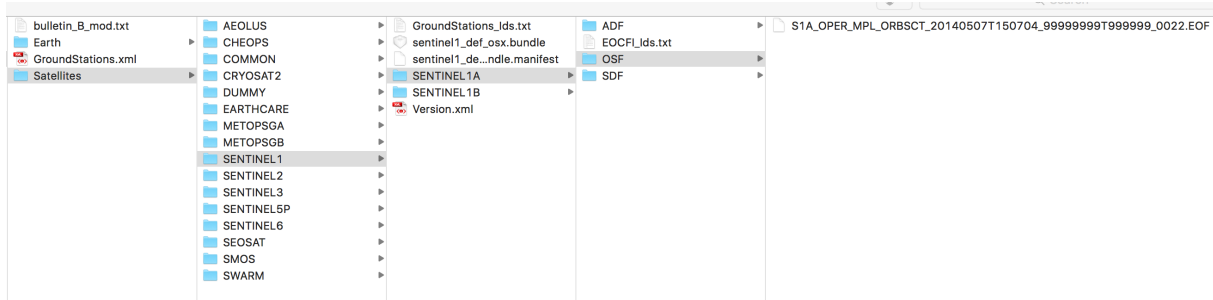 bulletin_B_mod.txt
Earth
GroundStations.xml
Satellites
AEOLUS
CHEOPS
COMMON
CRYOSAT2
DUMMY
EARTHCARE
METOPSGA
METOPSGB
SENTINEL1
SENTINEL2
SENTINEL3
SENTINEL5P
SENTINEL6
SEOSAT
SMOS
SWARM
GroundStations_Ids.txt
sentinel1_def_osx.bundle
sentinel1_de...ndle.manifest
SENTINEL1A
SENTINEL1B
Version.xml
ADF
EOCFI_Ids.txt
OSF
SDF
S1A_OPER_MPL_ORBSCT_20140507T150704_99999999T999999_0022.EOF